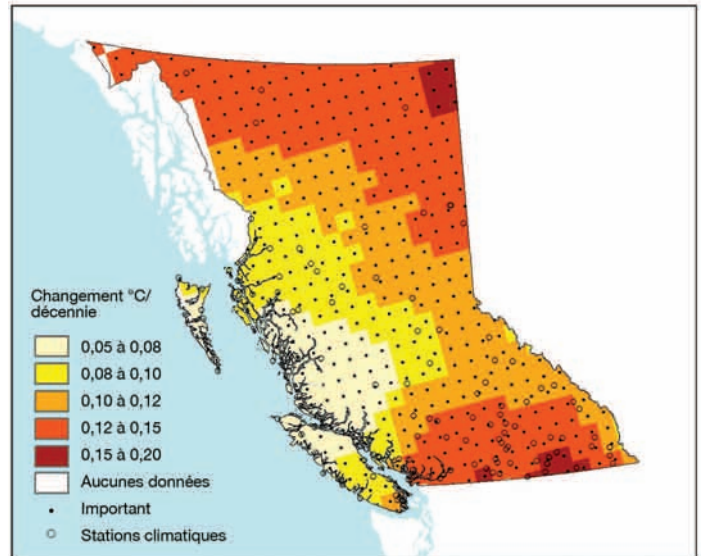 Changement °C/
décennie
0,05 à 0,08
0,08 à 0,10
0,10 à 0,12
0,12 à 0,15
0,15 à 0,20
Aucunes données
Important
Stations climatiques